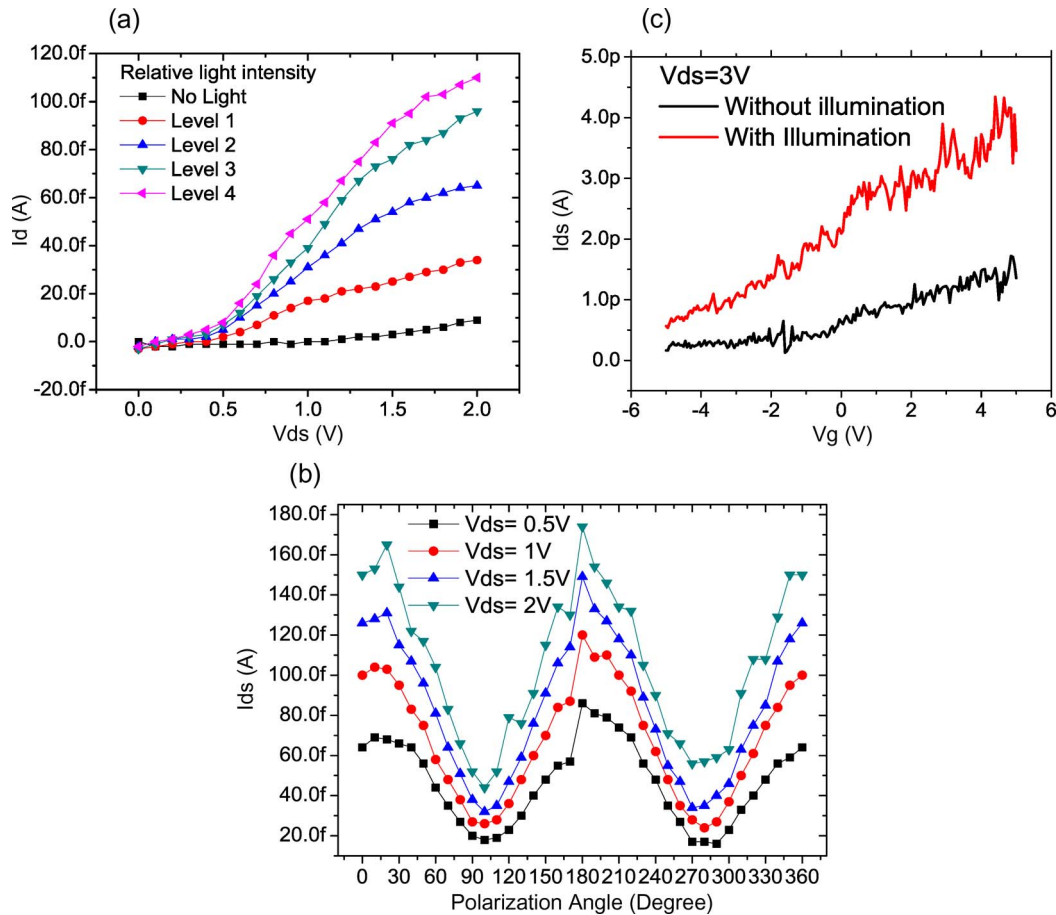 (a)
120.0f
100.0f
80.0f
60.0f
40.0f
20.0f
0.0
-20.0f
Id (A)
Relative light intensity
No Light
Level 1
Level 2
Level 3
Level 4
0.0 0.5 1.0 1.5 2.0
Vds (V)
(c)
5.0p
4.0p
3.0p
2.0p
1.0p
0.0
Ids (A)
Vds=3V
Without illumination
With Illumination
-6 -4 -2 0 2 4 6
Vg (V)
(b)
180.0f
160.0f
140.0f
120.0f
100.0f
80.0f
60.0f
40.0f
20.0f
Ids (A)
Vds= 0.5V
Vds= 1V
Vds= 1.5V
Vds= 2V
0 30 60 90 120 150 180 210 240 270 300 330 360
Polarization Angle (Degree)